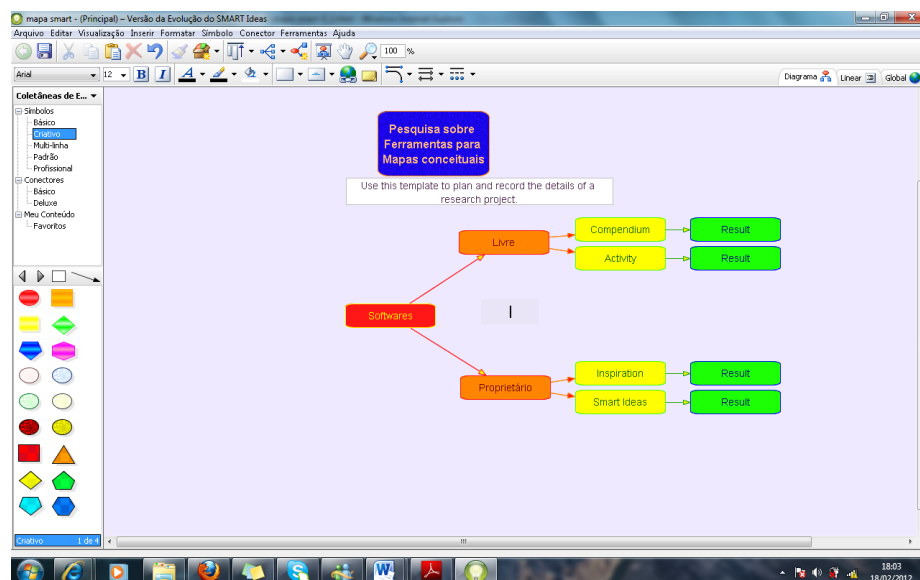 mapa smart - (Principal) – Versão da Evolução do SMART Ideas
Arquivo Editar Visualização Inserir Formatar Símbolo Conector Ferramentas Ajuda
100 %
Arial 12 B I A
Diagrama Linear Global
Coletâneas de E...
Símbolos
Básico
Criativo
Multi-linha
Padrão
Profissional
Conectores
Básico
Deluxe
Meu Conteúdo
Favoritos
Pesquisa sobre
Ferramentas para
Mapas conceituais
Use this template to plan and record the details of a
research project.
Compendium Result
Livre
Activity Result
Softwares
Inspiration Result
Proprietário
Smart Ideas Result
Criativo 1 de 4
18:03
18/02/2012